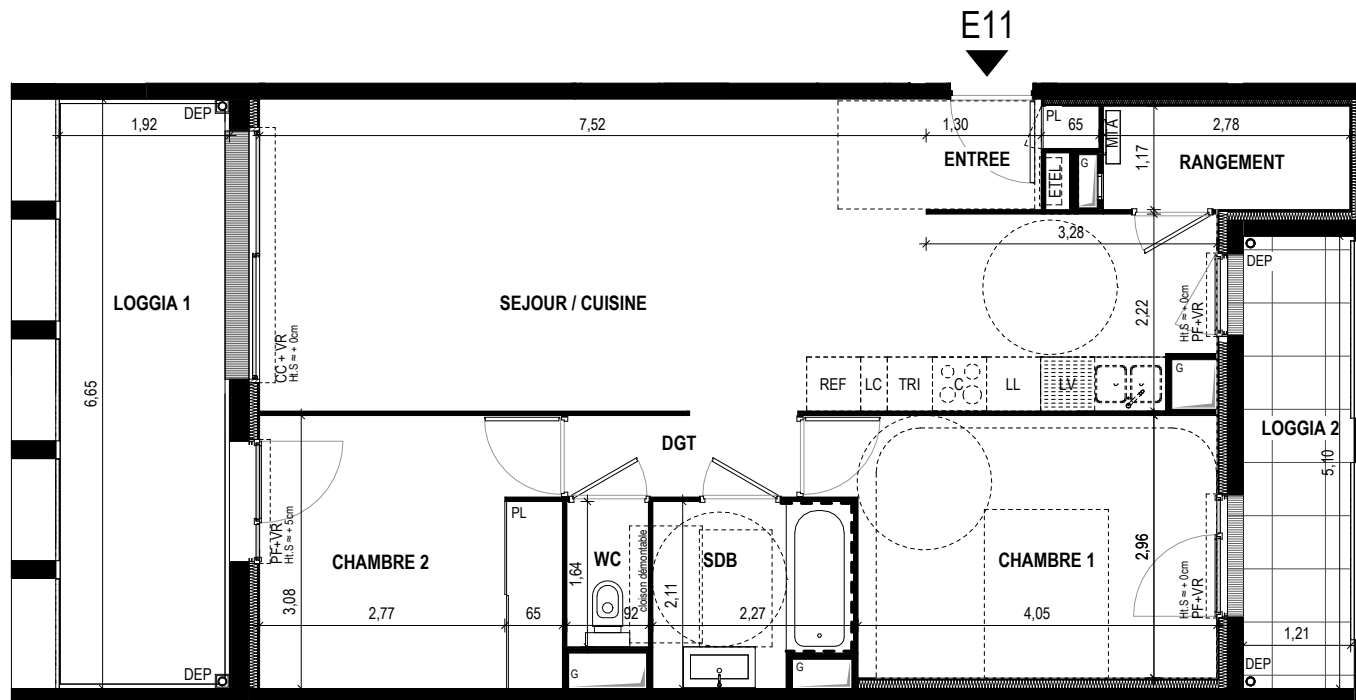 E11
DEP
1,92
7,52
1,30
PL
65
MT A
2,78
ENTREE
ETEL
G
1,17
RANGEMENT
3,28
DEP
LOGGIA 1
SEJOUR / CUISINE
2,22
Ht.S ≈ + 0cm
PF+VR
CC + VR
Ht.S ≈ + 0cm
REF
LC
TRI
C
LL
LV
G
6,65
DGT
LOGGIA 2
5,10
PL
PF+VR
Ht.S ≈ + 5cm
CHAMBRE 2
WC
cloison démontable
SDB
CHAMBRE 1
2,96
Ht.S ≈ + 0cm
PF+VR
3,08
2,77
65
1,64
92
2,11
2,27
4,05
1,21
G
G
DEP
DEP